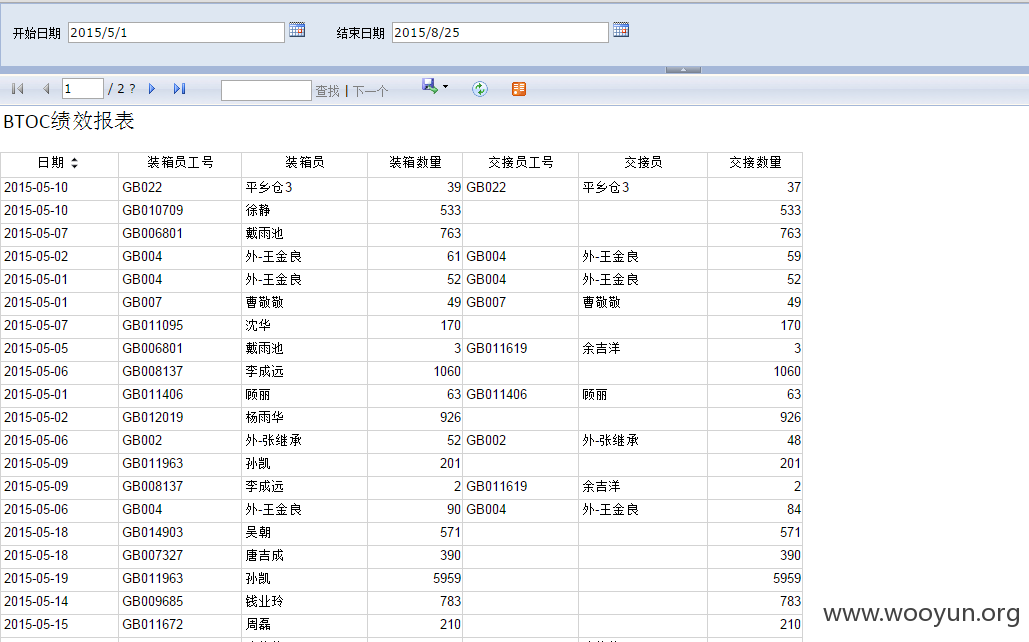 开始日期 2015/5/1 结束日期 2015/8/25
1 / 2 ? 查找 | 下一个
BTOC绩效报表
日期 装箱员工号 装箱员 装箱数量 交接员工号 交接员 交接数量
2015-05-10 GB022 平乡仓3 39 GB022 平乡仓3 37
2015-05-10 GB010709 徐静 533 533
2015-05-07 GB006801 戴雨池 763 763
2015-05-02 GB004 外-王金良 61 GB004 外-王金良 59
2015-05-01 GB004 外-王金良 52 GB004 外-王金良 52
2015-05-01 GB007 曹敬敬 49 GB007 曹敬敬 49
2015-05-07 GB011095 沈华 170 170
2015-05-05 GB006801 戴雨池 3 GB011619 余吉洋 3
2015-05-06 GB008137 李成远 1060 1060
2015-05-01 GB011406 顾丽 63 GB011406 顾丽 63
2015-05-02 GB012019 杨雨华 926 926
2015-05-06 GB002 外-张继承 52 GB002 外-张继承 48
2015-05-09 GB011963 孙凯 201 201
2015-05-09 GB008137 李成远 2 GB011619 余吉洋 2
2015-05-06 GB004 外-王金良 90 GB004 外-王金良 84
2015-05-18 GB014903 吴朝 571 571
2015-05-18 GB007327 唐吉成 390 390
2015-05-19 GB011963 孙凯 5959 5959
2015-05-14 GB009685 钱业玲 783 783
2015-05-15 GB011672 周磊 210 210
www.wooyun.org